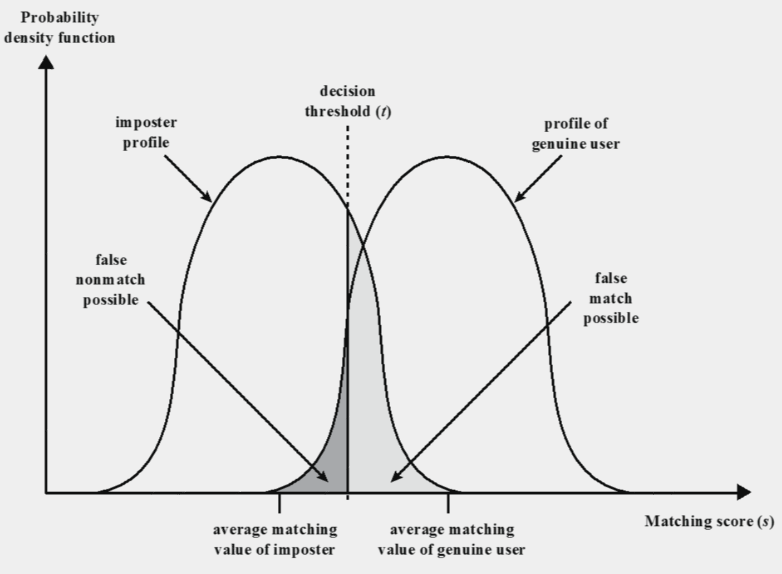 Probability
density function
decision
threshold (t)
imposter
profile
profile of
genuine user
false
nonmatch
possible
false
match
possible
average matching
value of imposter
average matching
value of genuine user
Matching score (s)